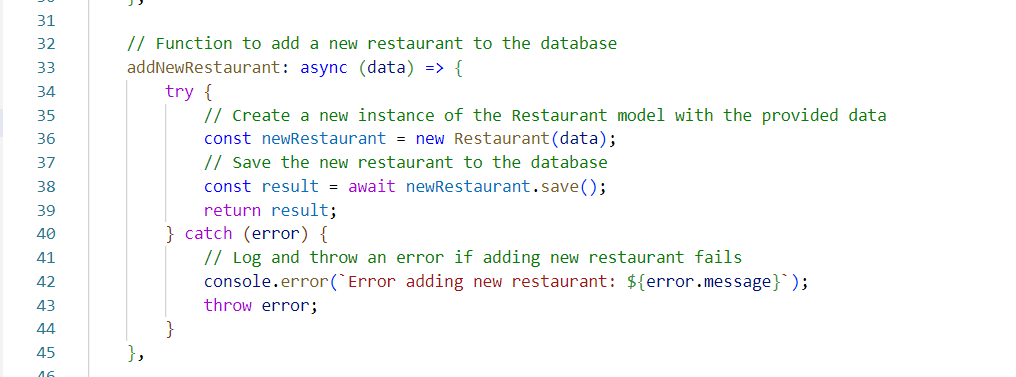 31
32 // Function to add a new restaurant to the database
33 addNewRestaurant: async (data) => {
34 try {
35 // Create a new instance of the Restaurant model with the provided data
36 const newRestaurant = new Restaurant(data);
37 // Save the new restaurant to the database
38 const result = await newRestaurant.save();
39 return result;
40 } catch (error) {
41 // Log and throw an error if adding new restaurant fails
42 console.error(`Error adding new restaurant: ${error.message}`);
43 throw error;
44 }
45 },